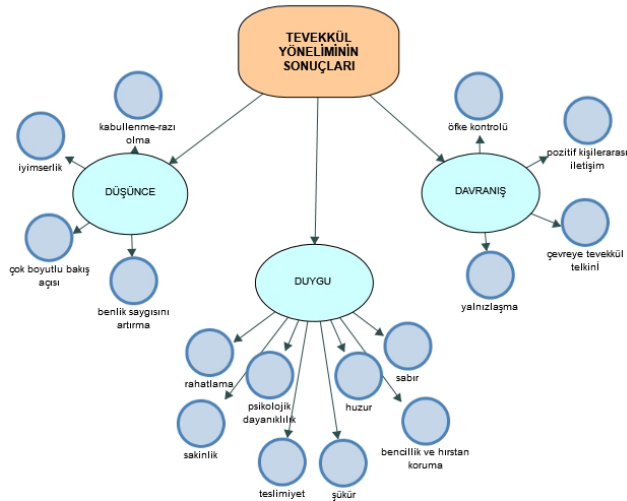 TEVEKKÜL
YÖNELİMİNİN
SONUÇLARI
kabullenme-razı
olma
iyimserlik
DÜŞÜNCE
çok boyutlu bakış
açısı
benlik saygısını
artırma
öfke kontrolü
pozitif kişilerarası
iletişim
DAVRANIŞ
çevreye tevekkül
telkini
yalnızlaşma
DUYGU
rahatlama
sakinlik
psikolojik
dayanıklılık
teslimiyet
şükür
huzur
sabır
bencillik ve hırstan
koruma